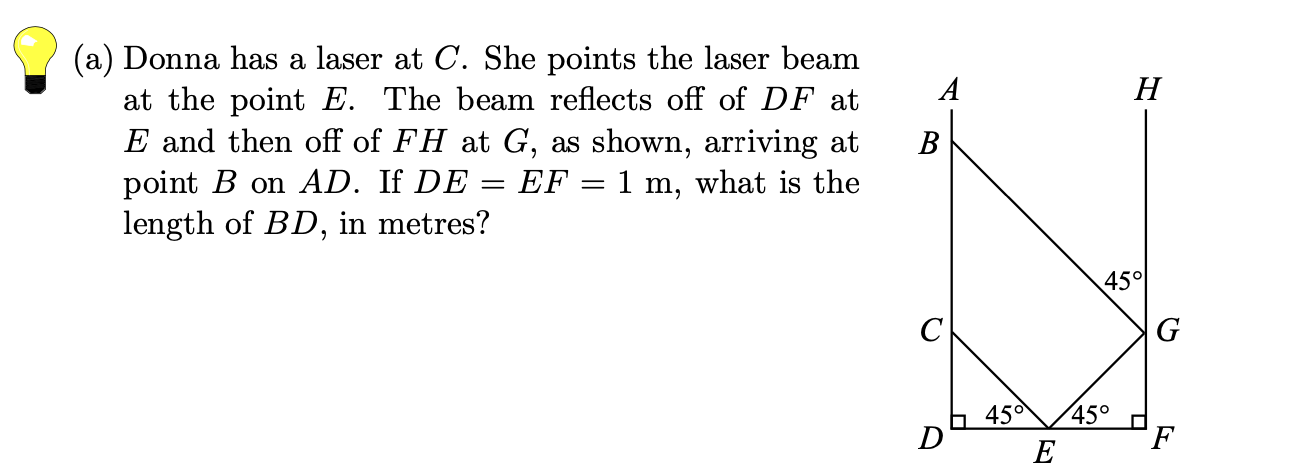 (a) Donna has a laser at C. She points the laser beam
at the point E. The beam reflects off of DF at
E and then off of FH at G, as shown, arriving at
point B on AD. If DE = EF = 1 m, what is the
length of BD, in metres?
A H
B
45°
C G
45° 45°
D E F